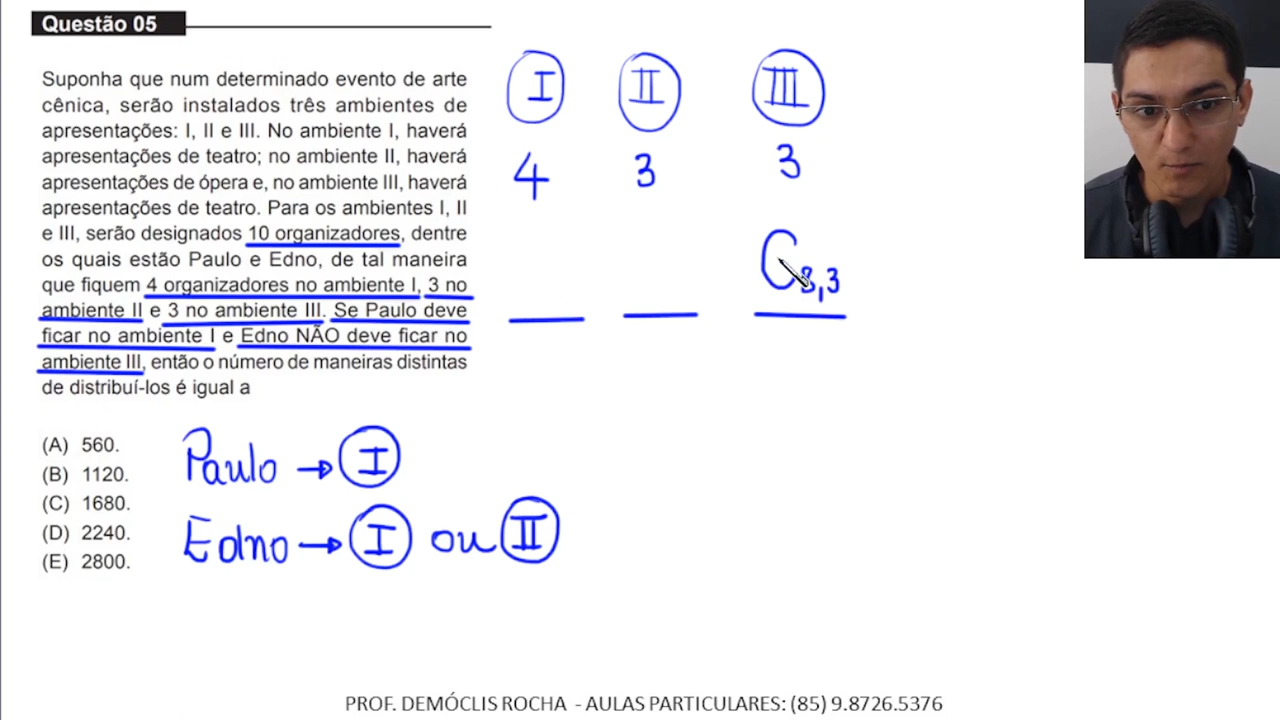 Questão 05
Suponha que num determinado evento de arte
cênica, serão instalados três ambientes de
apresentações: I, II e III. No ambiente I, haverá
apresentações de teatro; no ambiente II, haverá
apresentações de ópera e, no ambiente III, haverá
apresentações de teatro. Para os ambientes I, II
e III, serão designados 10 organizadores, dentre
os quais estão Paulo e Edno, de tal maneira
que fiquem 4 organizadores no ambiente I, 3 no
ambiente II e 3 no ambiente III. Se Paulo deve
ficar no ambiente I e Edno NÃO deve ficar no
ambiente III, então o número de maneiras distintas
de distribuí-los é igual a
(A) 560.
(B) 1120.
(C) 1680.
(D) 2240.
(E) 2800.
I II III
4 3 3
C8,3
Paulo → I
Edno → I ou II
PROF. DEMÓCLIS ROCHA - AULAS PARTICULARES: (85) 9.8726.5376